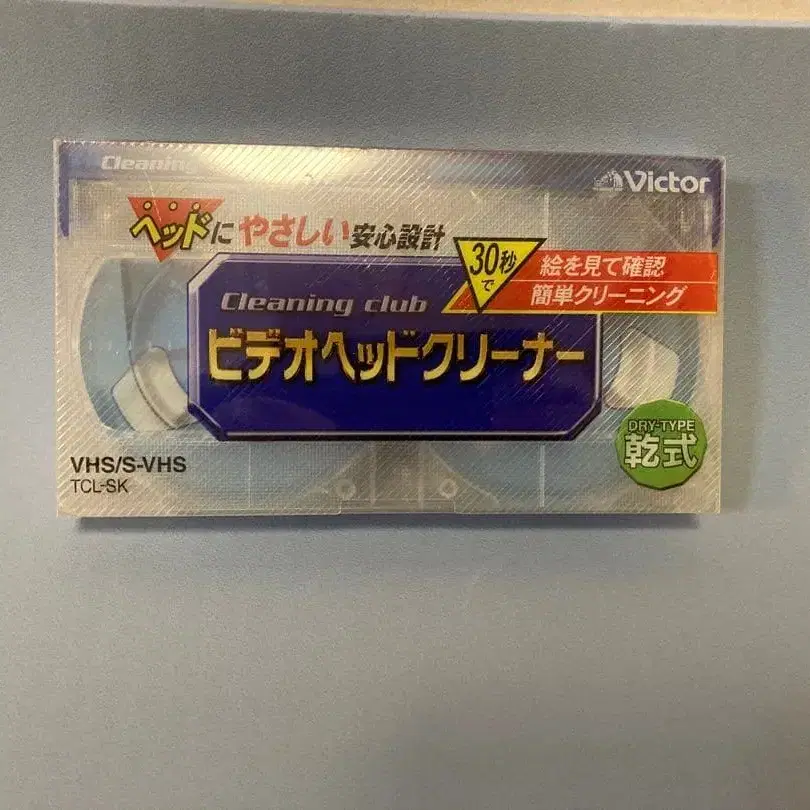 Cleaning
Victor
ヘッドにやさしい安心設計
30秒で
絵を見て確認
簡単クリーニング
Cleaning club
ビデオヘッドクリーナー
DRY-TYPE
乾式
VHS/S-VHS
TCL-SK